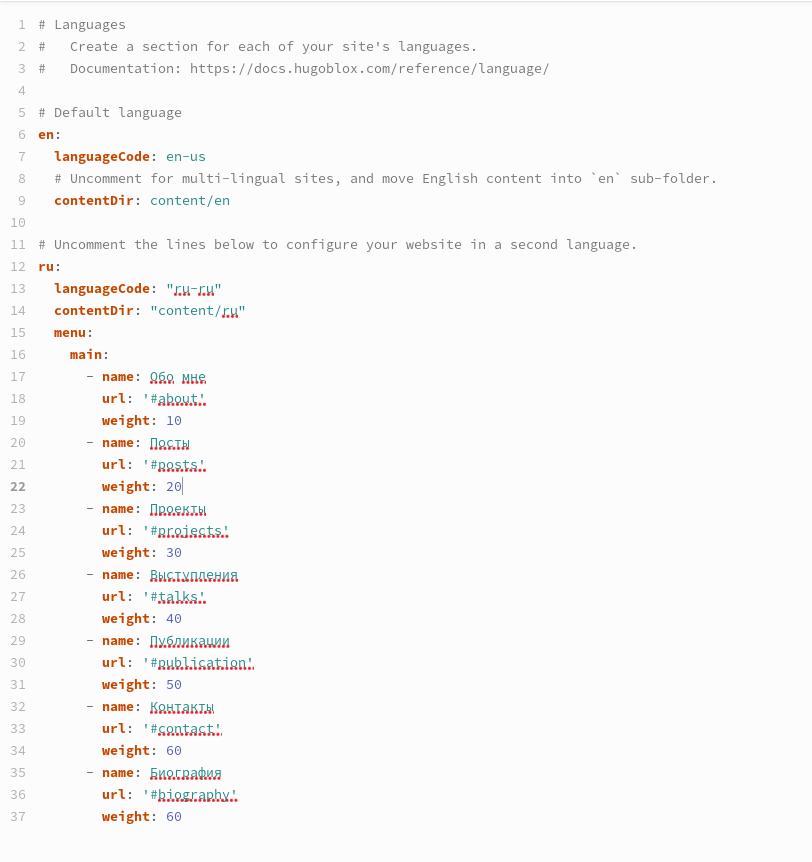 1 # Languages
2 #   Create a section for each of your site's languages.
3 #   Documentation: https://docs.hugoblox.com/reference/language/
4
5 # Default language
6 en:
7   languageCode: en-us
8   # Uncomment for multi-lingual sites, and move English content into `en` sub-folder.
9   contentDir: content/en
10
11 # Uncomment the lines below to configure your website in a second language.
12 ru:
13   languageCode: "ru-ru"
14   contentDir: "content/ru"
15   menu:
16     main:
17       - name: Обо мне
18         url: '#about'
19         weight: 10
20       - name: Посты
21         url: '#posts'
22         weight: 20
23       - name: Проекты
24         url: '#projects'
25         weight: 30
26       - name: Выступления
27         url: '#talks'
28         weight: 40
29       - name: Публикации
30         url: '#publication'
31         weight: 50
32       - name: Контакты
33         url: '#contact'
34         weight: 60
35       - name: Биография
36         url: '#biography'
37         weight: 60